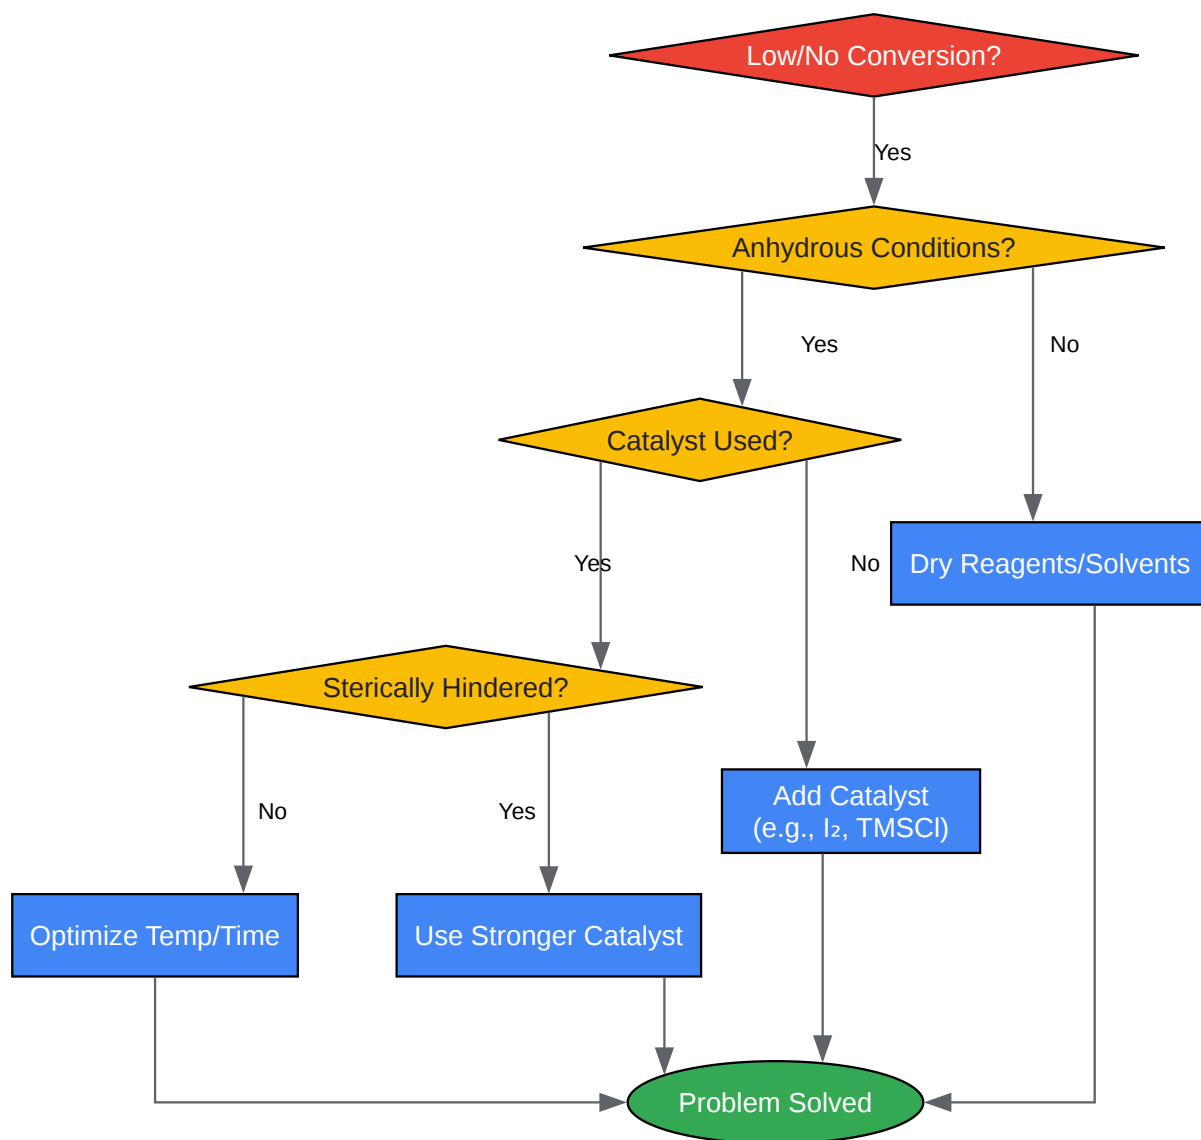 Low/No Conversion?
Yes
Anhydrous Conditions?
Yes
No
Catalyst Used?
Yes
No
Dry Reagents/Solvents
Sterically Hindered?
No
Yes
Add Catalyst
(e.g., I₂, TMSCl)
Optimize Temp/Time
Use Stronger Catalyst
Problem Solved